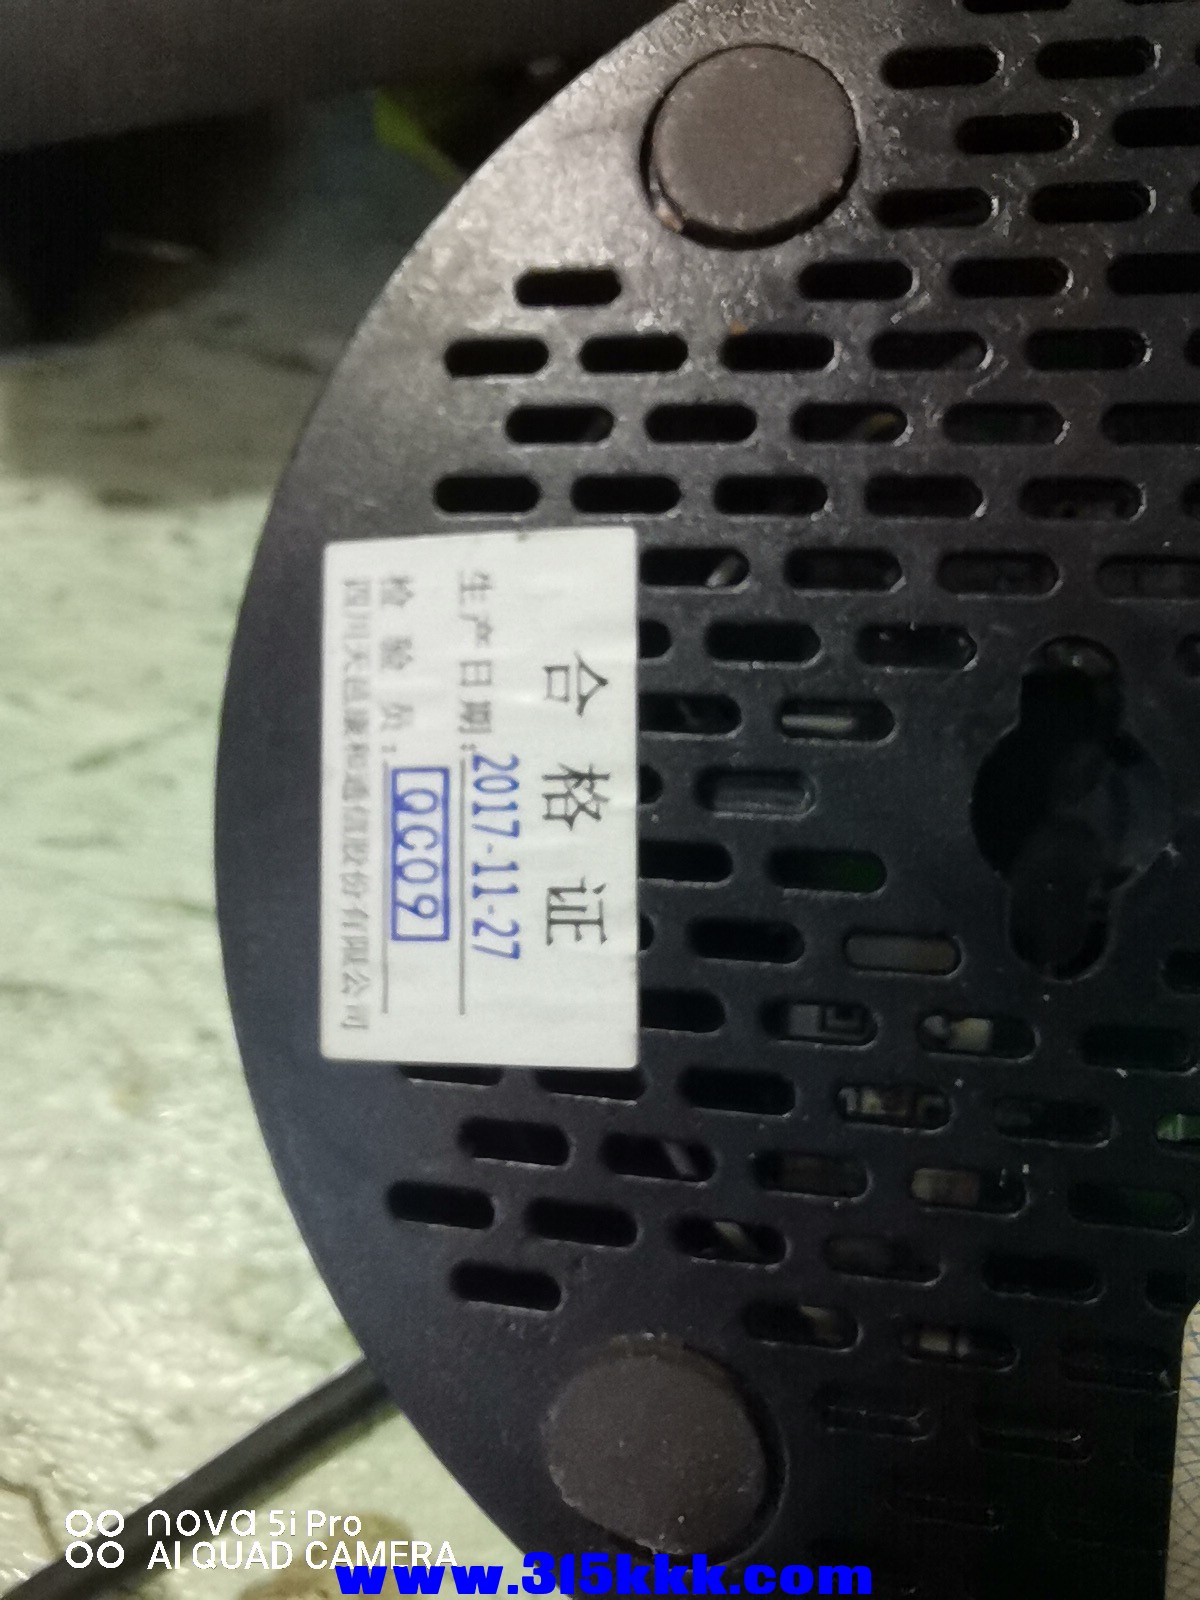 合格证
生产日期:2017-11-27
检验员:QC09
四川天邑康和通信股份有限公司
nova 5i Pro
AI QUAD CAMERA
www.315kkk.com